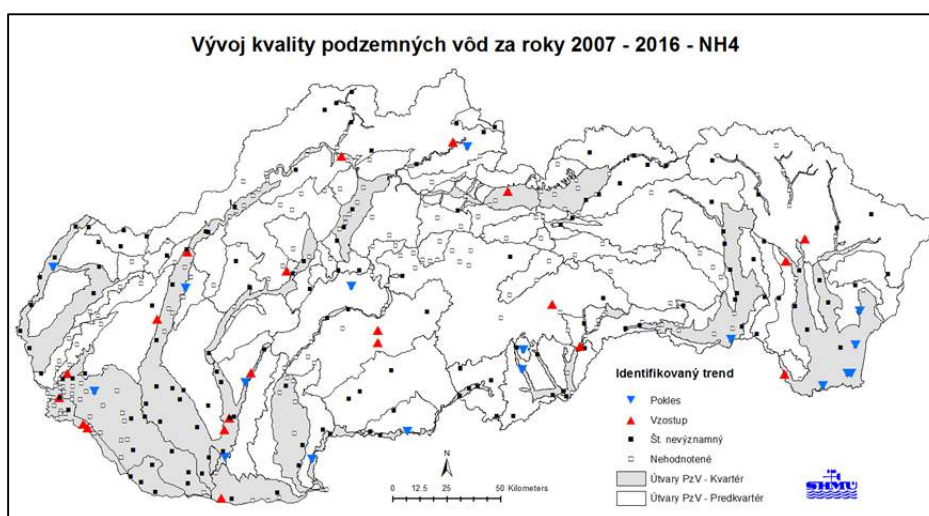 Vývoj kvality podzemných vôd za roky 2007 - 2016 - NH4
Identifikovaný trend
Pokles
Vzostup
Št. nevýznamný
Nehodnotené
Útvary PzV - Kvartér
Útvary PzV - Predkvartér
N
0 12.5 25 50 Kilometers
SHMÚ